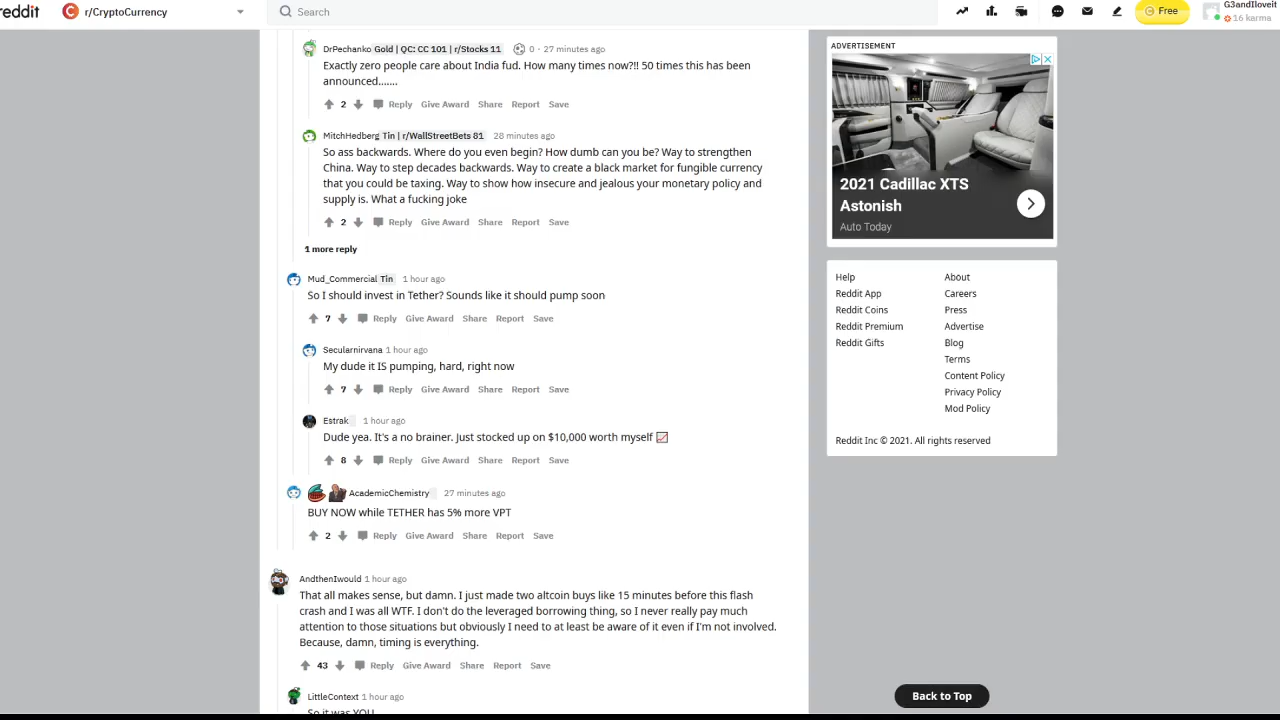 reddit
r/CryptoCurrency
Search
Free
G3andIloveit
16 karma
DrPechanko Gold | QC: CC 101 | r/Stocks 11 0 · 27 minutes ago
Exactly zero people care about India fud. How many times now?!! 50 times this has been
announced.......
2 Reply Give Award Share Report Save
MitchHedberg Tin | r/WallStreetBets 81 28 minutes ago
So ass backwards. Where do you even begin? How dumb can you be? Way to strengthen
China. Way to step decades backwards. Way to create a black market for fungible currency
that you could be taxing. Way to show how insecure and jealous your monetary policy and
supply is. What a fucking joke
2 Reply Give Award Share Report Save
1 more reply
Mud_Commercial Tin 1 hour ago
So I should invest in Tether? Sounds like it should pump soon
7 Reply Give Award Share Report Save
Secularnirvana 1 hour ago
My dude it IS pumping, hard, right now
7 Reply Give Award Share Report Save
Estrak 1 hour ago
Dude yea. It's a no brainer. Just stocked up on $10,000 worth myself
8 Reply Give Award Share Report Save
AcademicChemistry 27 minutes ago
BUY NOW while TETHER has 5% more VPT
2 Reply Give Award Share Report Save
AndthenIwould 1 hour ago
That all makes sense, but damn. I just made two altcoin buys like 15 minutes before this flash
crash and I was all WTF. I don't do the leveraged borrowing thing, so I never really pay much
attention to those situations but obviously I need to at least be aware of it even if I'm not involved.
Because, damn, timing is everything.
43 Reply Give Award Share Report Save
LittleContext 1 hour ago
So it was YOU
ADVERTISEMENT
2021 Cadillac XTS
Astonish
Auto Today
Help
Reddit App
Reddit Coins
Reddit Premium
Reddit Gifts
About
Careers
Press
Advertise
Blog
Terms
Content Policy
Privacy Policy
Mod Policy
Reddit Inc © 2021. All rights reserved
Back to Top